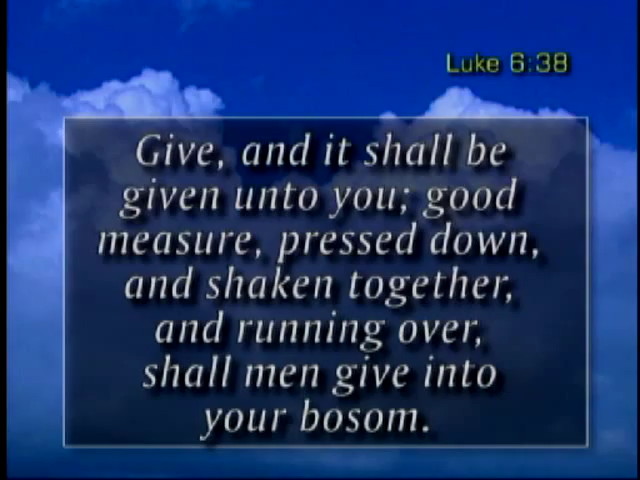 Luke 6:38
Give, and it shall be
given unto you; good
measure, pressed down,
and shaken together,
and running over,
shall men give into
your bosom.